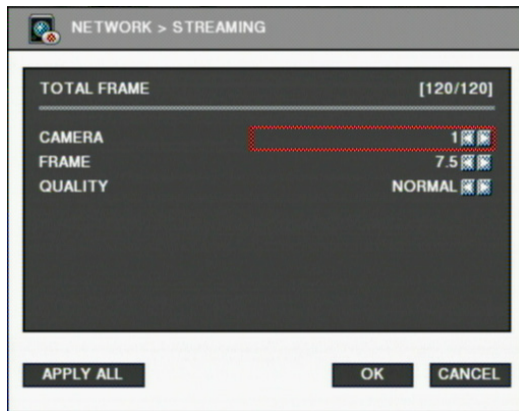 NETWORK > STREAMING
TOTAL FRAME [120/120]
CAMERA 1
FRAME 7.5
QUALITY NORMAL
APPLY ALL OK CANCEL